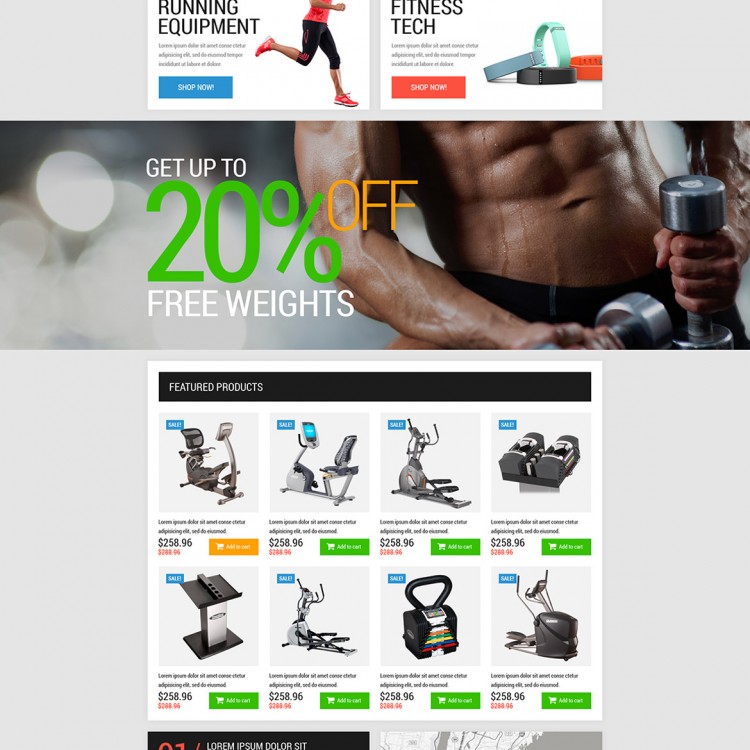 RUNNING
EQUIPMENT
Lorem ipsum dolor sit amet conse ctetur
adipisicing elit, sed do eiusmod tempor
incididunt ut labore et dolore
SHOP NOW!
FITNESS
TECH
Lorem ipsum dolor sit amet conse ctetur
adipisicing elit, sed do eiusmod tempor
incididunt ut labore et dolore
SHOP NOW!
GET UP TO
20% OFF
FREE WEIGHTS
FEATURED PRODUCTS
SALE!
SALE!
SALE!
SALE!
Lorem ipsum dolor sit amet conse ctetur
adipisicing elit, sed do eiusmod.
$258.96
$288.96
Add to cart
Lorem ipsum dolor sit amet conse ctetur
adipisicing elit, sed do eiusmod.
$258.96
$288.96
Add to cart
Lorem ipsum dolor sit amet conse ctetur
adipisicing elit, sed do eiusmod.
$258.96
$288.96
Add to cart
Lorem ipsum dolor sit amet conse ctetur
adipisicing elit, sed do eiusmod.
$258.96
$288.96
Add to cart
SALE!
SALE!
SALE!
SALE!
Lorem ipsum dolor sit amet conse ctetur
adipisicing elit, sed do eiusmod.
$258.96
$288.96
Add to cart
Lorem ipsum dolor sit amet conse ctetur
adipisicing elit, sed do eiusmod.
$258.96
$288.96
Add to cart
Lorem ipsum dolor sit amet conse ctetur
adipisicing elit, sed do eiusmod.
$258.96
$288.96
Add to cart
Lorem ipsum dolor sit amet conse ctetur
adipisicing elit, sed do eiusmod.
$258.96
$288.96
Add to cart
01 / LOREM IPSUM DOLOR SIT